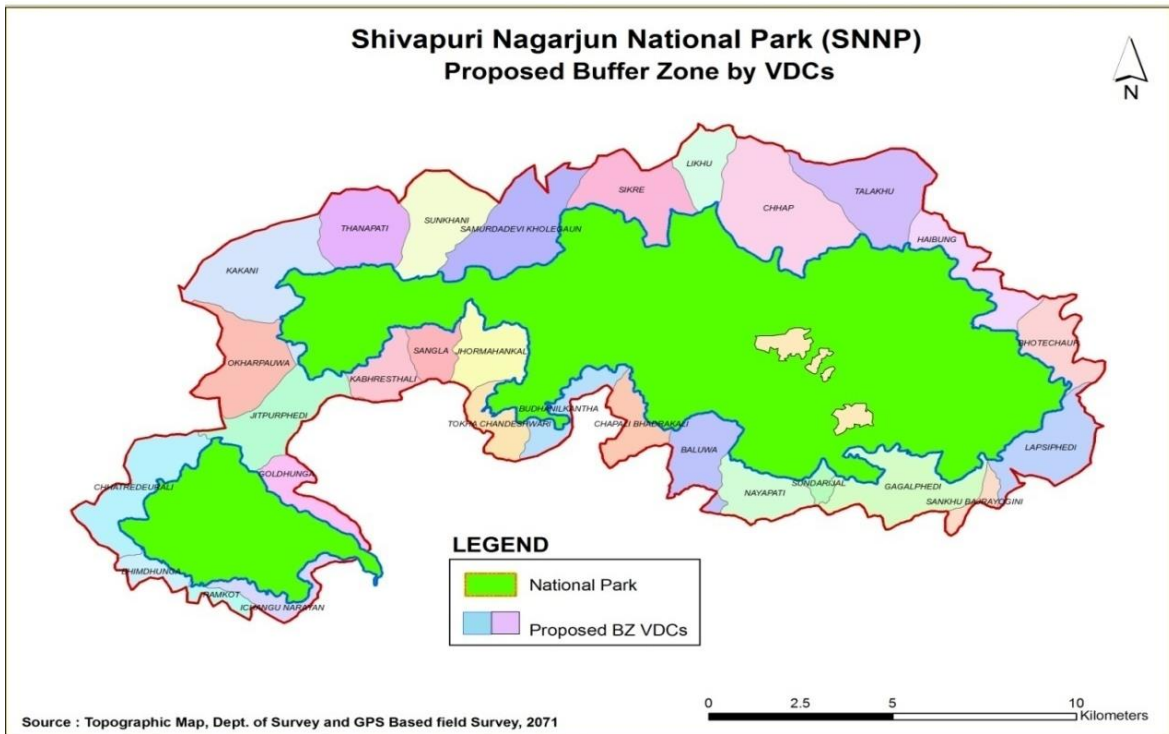 Shivapuri Nagarjun National Park (SNNP)
Proposed Buffer Zone by VDCs
N
LIKHU
SIKRE
TALAKHU
CHHAP
SUNKHANI
THANAPATI
SAMURDADEVI KHOLEGAUN
HAIBUNG
KAKANI
BHOTECHAUR
SANGLA
JHORMAHANKAL
OKHARPAUWA
KABHRESTHALI
BUDHANILKANTHA
JITPURPHEDI
TOKHA CHANDESHWARI
CHAPALI BHADRAKALI
BALUWA
LAPSIPHEDI
GOLDHUNGA
SUNDARIJAL
GAGALPHEDI
CHHATREDEURALI
NAYAPATI
SANKHU BAJRAYOGINI
BHIMDHUNGA
RAMKOT
ICHANGU NARAYAN
LEGEND
National Park
Proposed BZ VDCs
0 2.5 5 10
Kilometers
Source : Topographic Map, Dept. of Survey and GPS Based field Survey, 2071